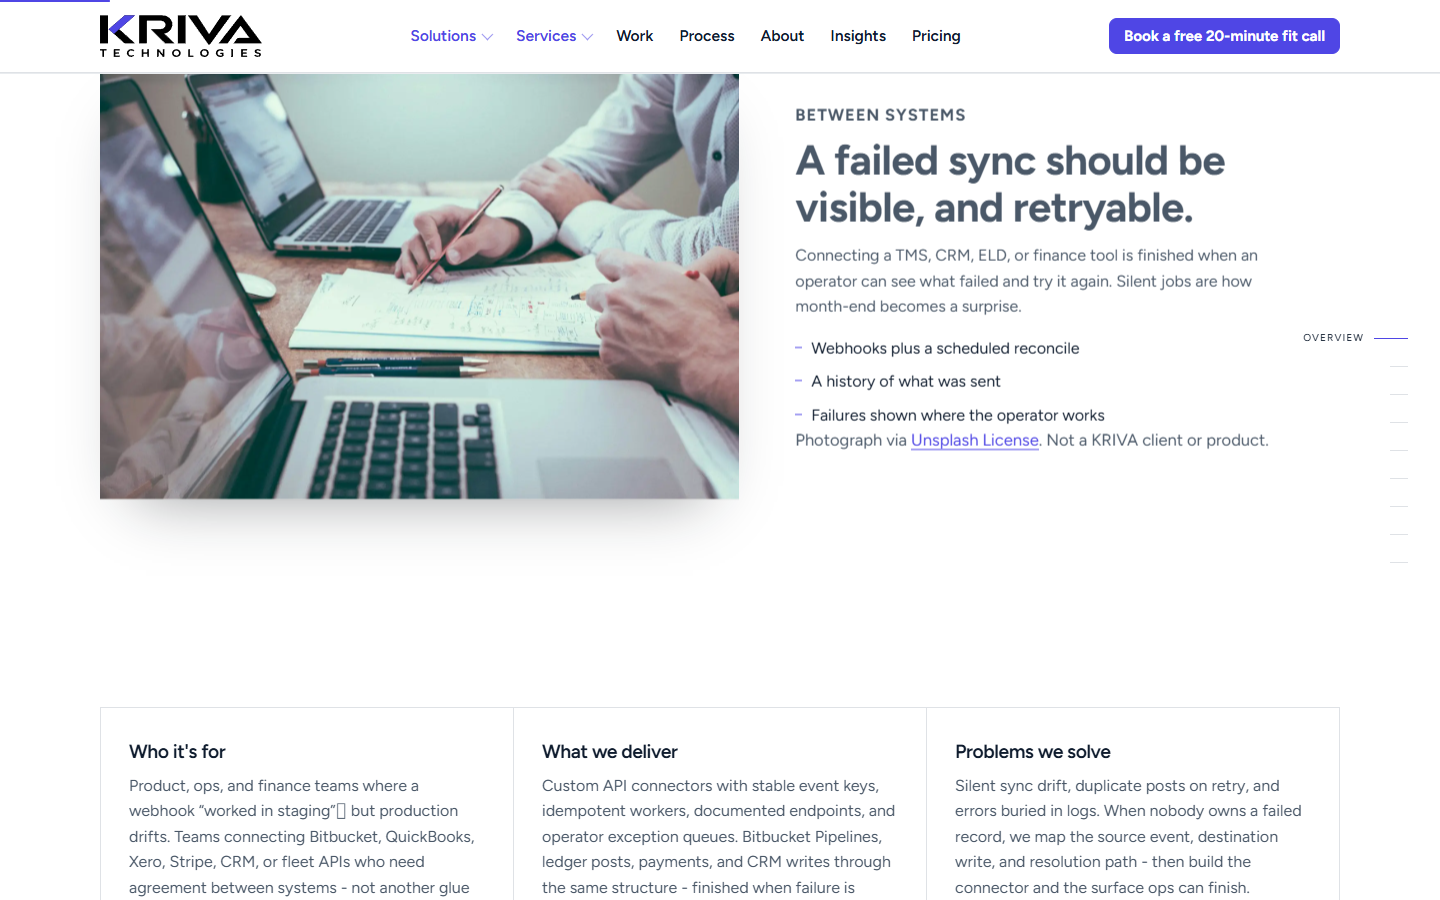 KRIVA
TECHNOLOGIES
Solutions Services Work Process About Insights Pricing
Book a free 20-minute fit call
BETWEEN SYSTEMS
A failed sync should be
visible, and retryable.
Connecting a TMS, CRM, ELD, or finance tool is finished when an
operator can see what failed and try it again. Silent jobs are how
month-end becomes a surprise.
OVERVIEW
- Webhooks plus a scheduled reconcile
- A history of what was sent
- Failures shown where the operator works
Photograph via Unsplash License. Not a KRIVA client or product.
Who it's for
Product, ops, and finance teams where a
webhook “worked in staging” but production
drifts. Teams connecting Bitbucket, QuickBooks,
Xero, Stripe, CRM, or fleet APIs who need
agreement between systems - not another glue
What we deliver
Custom API connectors with stable event keys,
idempotent workers, documented endpoints, and
operator exception queues. Bitbucket Pipelines,
ledger posts, payments, and CRM writes through
the same structure - finished when failure is
Problems we solve
Silent sync drift, duplicate posts on retry, and
errors buried in logs. When nobody owns a failed
record, we map the source event, destination
write, and resolution path - then build the
connector and the surface ops can finish.